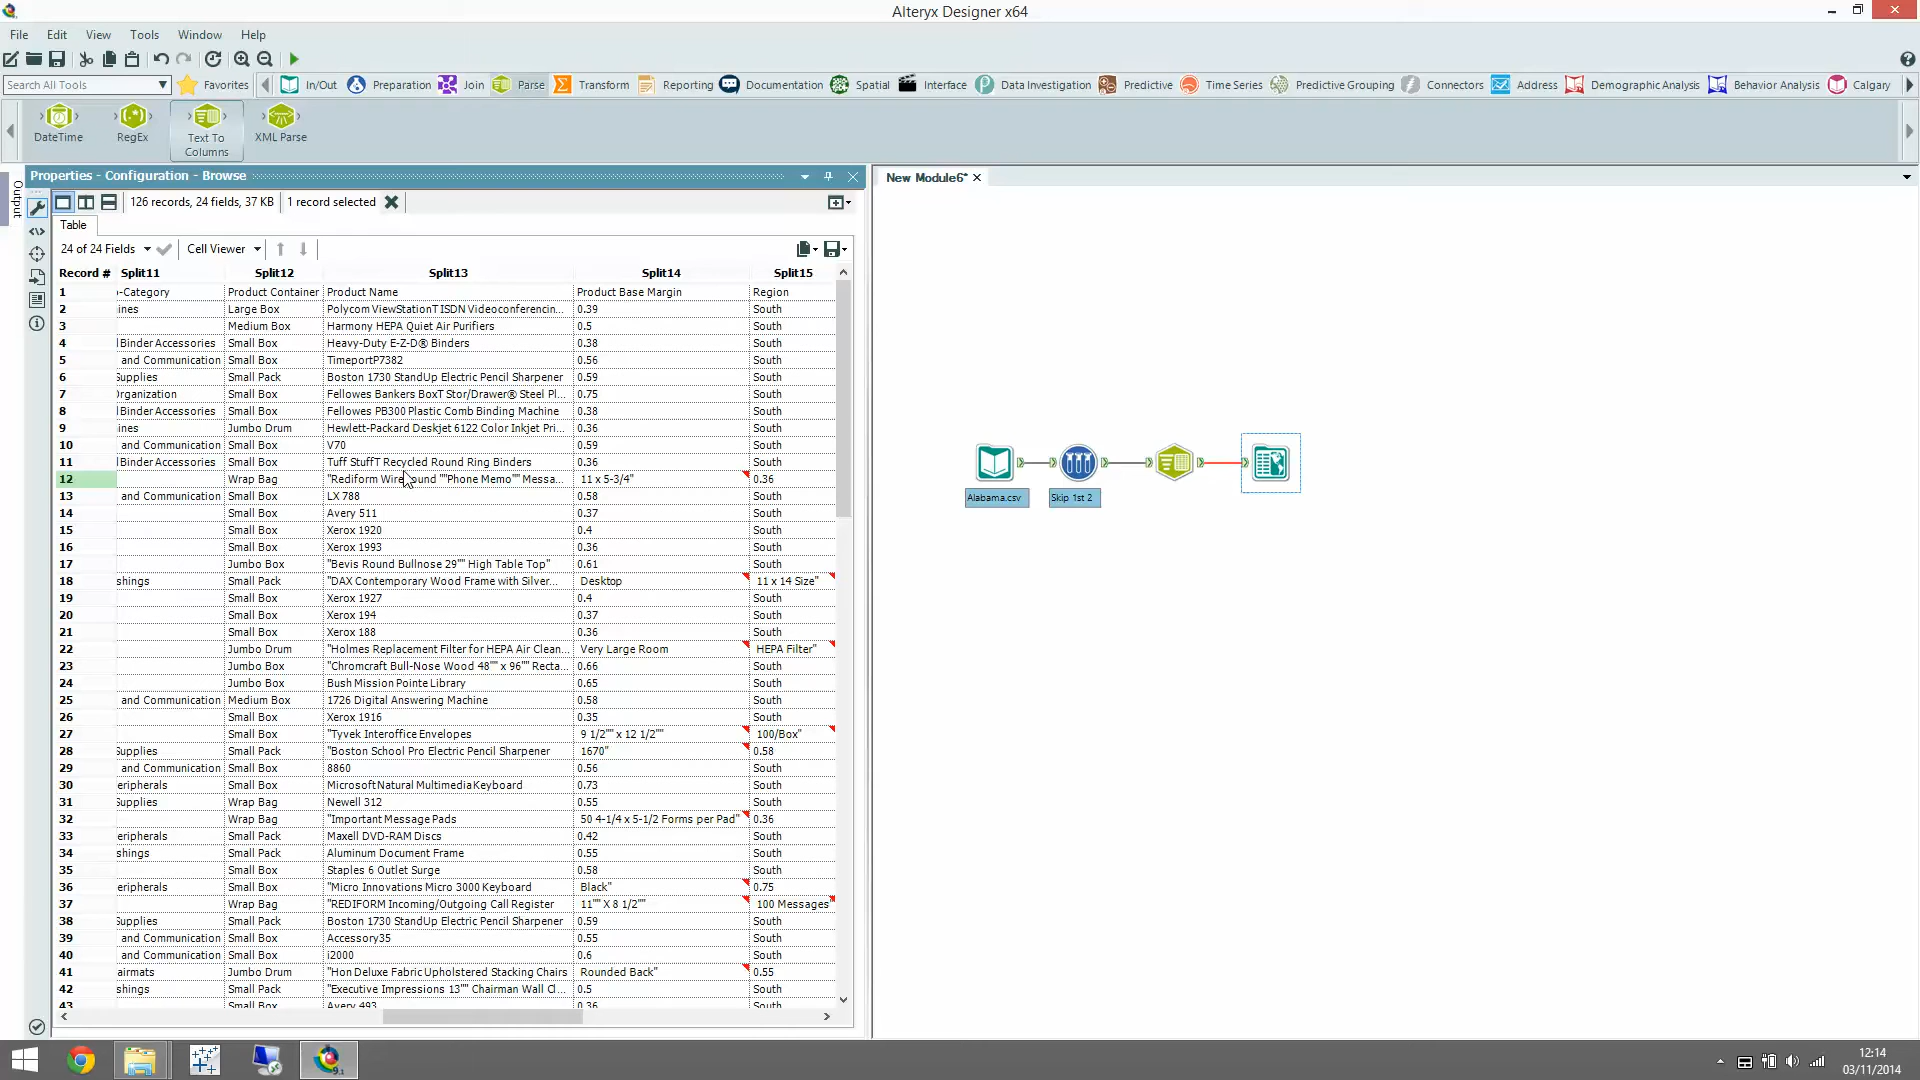 Alteryx Designer x64
File Edit View Tools Window Help
Search All Tools Favorites In/Out Preparation Join Parse Transform Reporting Documentation Spatial Interface Data Investigation Predictive Time Series Predictive Grouping Connectors Address Demographic Analysis Behavior Analysis Calgary
DateTime RegEx Text To Columns XML Parse
Properties - Configuration - Browse
New Module6*
Output
126 records, 24 fields, 37 KB 1 record selected
Table
24 of 24 Fields Cell Viewer
Record # Split11 Split12 Split13 Split14 Split15
1 -Category Product Container Product Name Product Base Margin Region
2 ines Large Box Polycom ViewStationT ISDN Videoconferencin... 0.39 South
3 Medium Box Harmony HEPA Quiet Air Purifiers 0.5 South
4 Binder Accessories Small Box Heavy-Duty E-Z-D® Binders 0.38 South
5 and Communication Small Box TimeportP7382 0.56 South
6 Supplies Small Pack Boston 1730 StandUp Electric Pencil Sharpener 0.59 South
7 Organization Small Box Fellowes Bankers BoxT Stor/Drawer® Steel Pl... 0.75 South
8 Binder Accessories Small Box Fellowes PB300 Plastic Comb Binding Machine 0.38 South
9 ines Jumbo Drum Hewlett-Packard Deskjet 6122 Color Inkjet Pri... 0.36 South
10 and Communication Small Box V70 0.59 South
11 Binder Accessories Small Box Tuff StuffT Recycled Round Ring Binders 0.36 South
12 Wrap Bag "Rediform Wirebound ""Phone Memo"" Messa... 11 x 5-3/4" 0.36
13 and Communication Small Box LX 788 0.58 South
14 Small Box Avery 511 0.37 South
15 Small Box Xerox 1920 0.4 South
16 Small Box Xerox 1993 0.36 South
17 Jumbo Box "Bevis Round Bullnose 29"" High Table Top" 0.61 South
18 shings Small Pack "DAX Contemporary Wood Frame with Silver... Desktop 11 x 14 Size"
19 Small Box Xerox 1927 0.4 South
20 Small Box Xerox 194 0.37 South
21 Small Box Xerox 188 0.36 South
22 Jumbo Drum "Holmes Replacement Filter for HEPA Air Clean... Very Large Room HEPA Filter"
23 Jumbo Box "Chromcraft Bull-Nose Wood 48"" x 96"" Recta... 0.66 South
24 Jumbo Box Bush Mission Pointe Library 0.65 South
25 and Communication Medium Box 1726 Digital Answering Machine 0.58 South
26 Small Box Xerox 1916 0.35 South
27 Small Box "Tyvek Interoffice Envelopes 9 1/2"" x 12 1/2"" 100/Box"
28 Supplies Small Pack "Boston School Pro Electric Pencil Sharpener 1670" 0.58
29 and Communication Small Box 8860 0.56 South
30 eripherals Small Box Microsoft Natural Multimedia Keyboard 0.73 South
31 Supplies Wrap Bag Newell 312 0.55 South
32 Wrap Bag "Important Message Pads 50 4-1/4 x 5-1/2 Forms per Pad" 0.36
33 eripherals Small Pack Maxell DVD-RAM Discs 0.42 South
34 shings Small Pack Aluminum Document Frame 0.55 South
35 Small Box Staples 6 Outlet Surge 0.58 South
36 eripherals Small Box "Micro Innovations Micro 3000 Keyboard Black" 0.75
37 Wrap Bag "REDIFORM Incoming/Outgoing Call Register 11"" X 8 1/2"" 100 Messages"
38 Supplies Small Pack Boston 1730 StandUp Electric Pencil Sharpener 0.59 South
39 and Communication Small Box Accessory35 0.55 South
40 and Communication Small Box i2000 0.6 South
41 airmats Jumbo Drum "Hon Deluxe Fabric Upholstered Stacking Chairs Rounded Back" 0.55
42 shings Small Pack "Executive Impressions 13"" Chairman Wall Cl... 0.5 South
43 Small Box Avery 493 0.36 South
Alabama.csv Skip 1st 2
9.1
12:14
03/11/2014